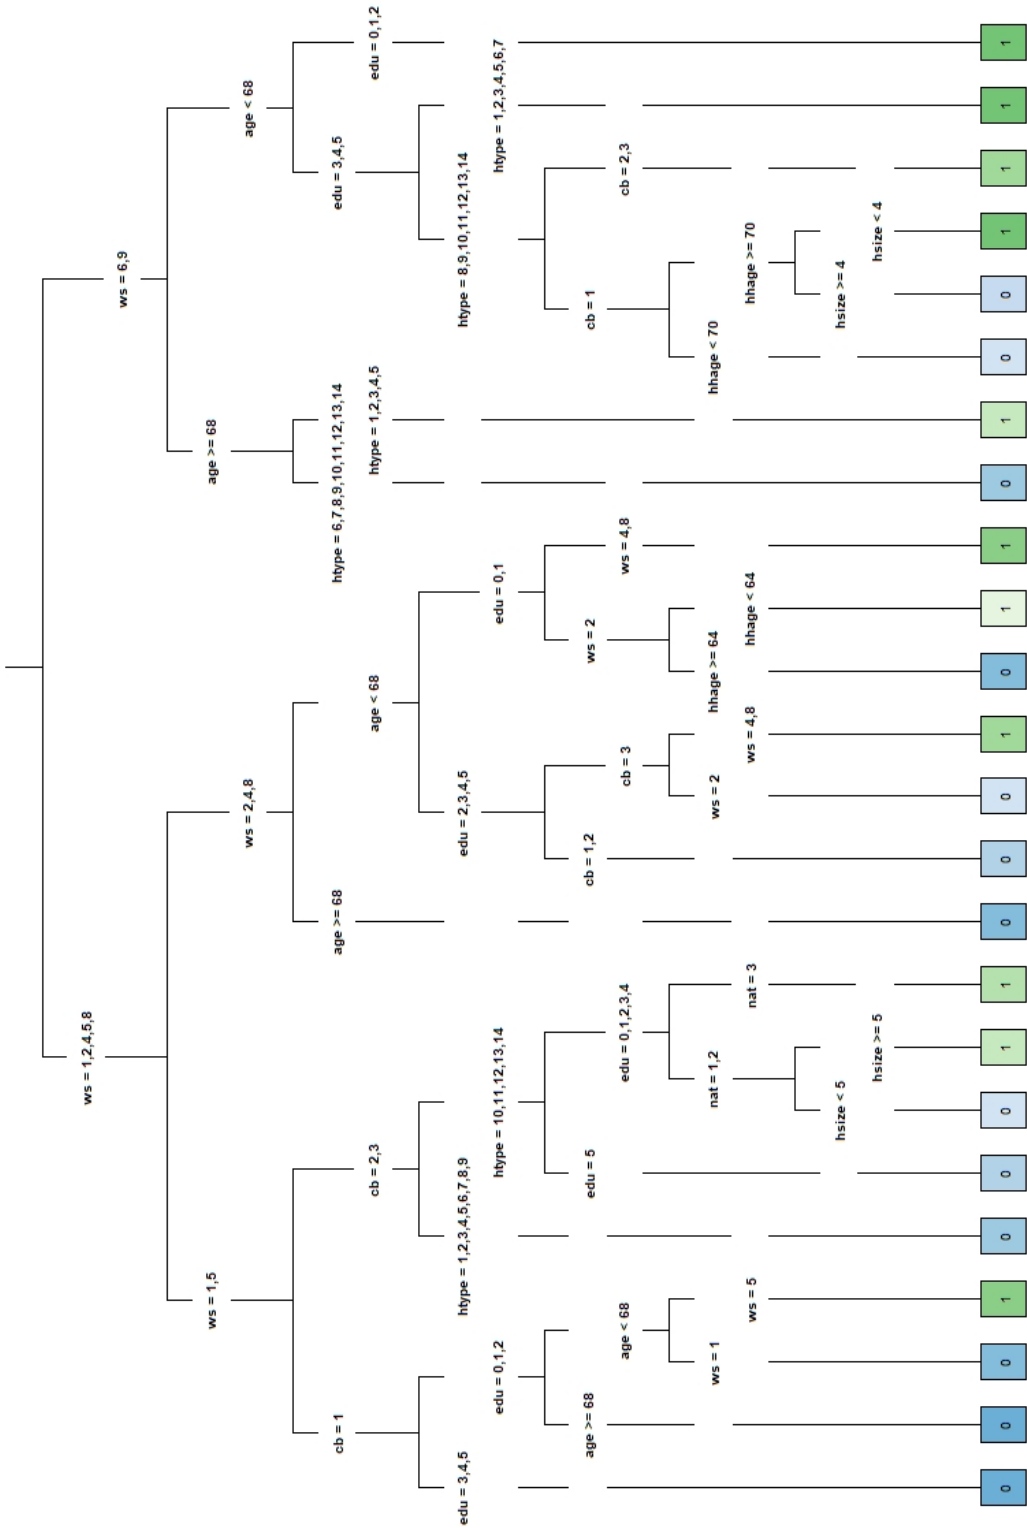 ws = 1,2,4,5,8
ws = 6,9
ws = 1,5
ws = 2,4,8
age >= 68
age < 68
cb = 1
cb = 2,3
age >= 68
age < 68
htype = 6,7,8,9,10,11,12,13,14
htype = 1,2,3,4,5
edu = 3,4,5
edu = 0,1,2
edu = 3,4,5
edu = 0,1,2
htype = 1,2,3,4,5,6,7,8,9
htype = 10,11,12,13,14
edu = 2,3,4,5
edu = 0,1
htype = 8,9,10,11,12,13,14
htype = 1,2,3,4,5,6,7
age >= 68
age < 68
edu = 5
edu = 0,1,2,3,4
cb = 1,2
cb = 3
ws = 2
ws = 4,8
cb = 1
cb = 2,3
ws = 1
ws = 5
nat = 1,2
nat = 3
ws = 2
ws = 4,8
hhage >= 64
hhage < 64
hhage < 70
hhage >= 70
hsize < 5
hsize >= 5
hsize >= 4
hsize < 4
0
0
0
1
0
0
0
1
1
0
0
0
1
0
1
1
0
1
0
0
1
1
1
1